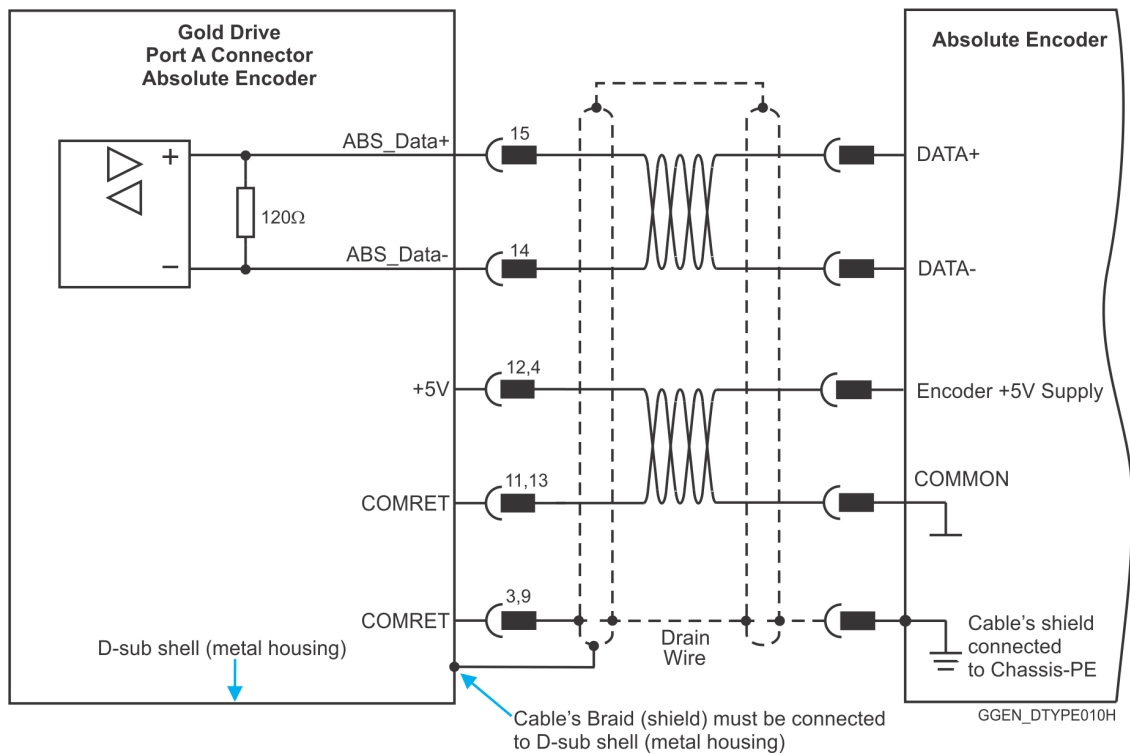 Gold Drive
Port A Connector
Absolute Encoder
Absolute Encoder
+
−
120Ω
ABS_Data+
15
DATA+
ABS_Data-
14
DATA-
+5V
12,4
Encoder +5V Supply
COMRET
11,13
COMMON
COMRET
3,9
Drain
Wire
Cable's shield
connected
to Chassis-PE
D-sub shell (metal housing)
Cable's Braid (shield) must be connected
to D-sub shell (metal housing)
GGEN_DTYPE010H